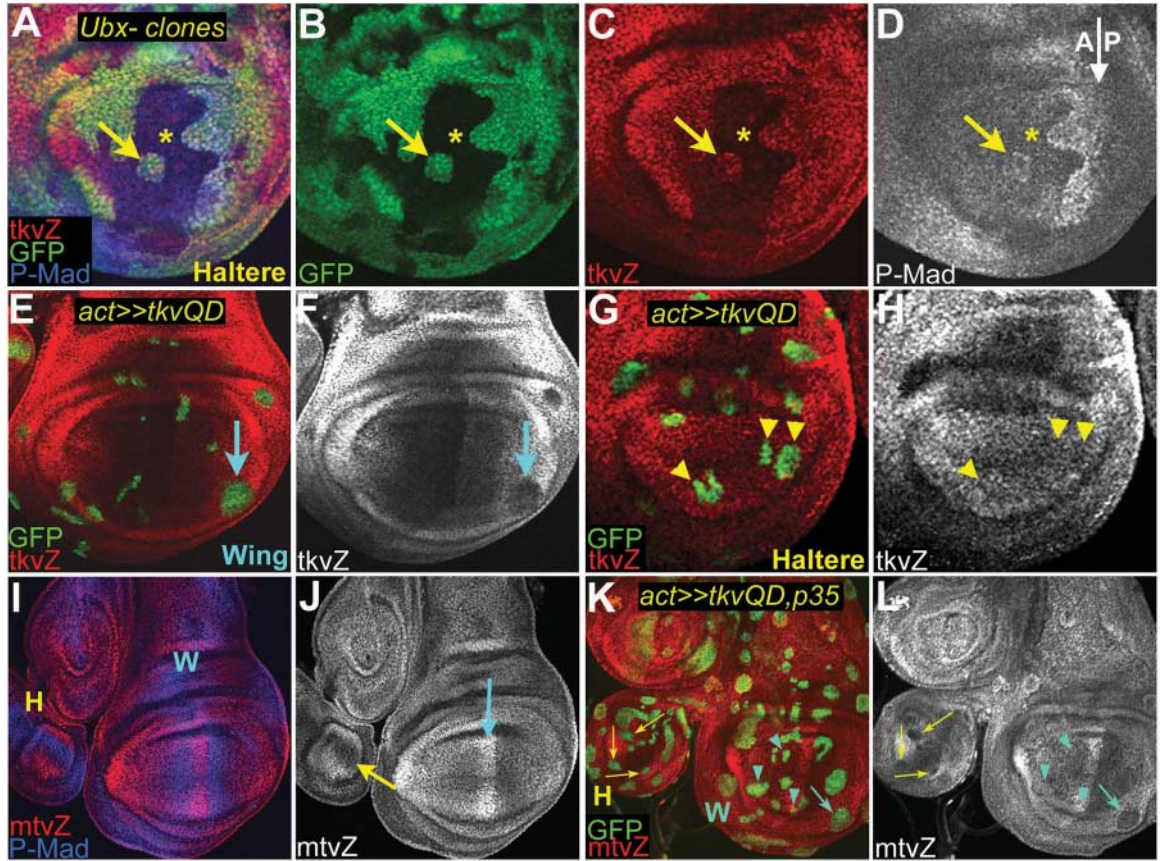 A
Ubx- clones
*
tkvZ
GFP
P-Mad
Haltere
B
*
GFP
C
*
tkvZ
D
A P
*
P-Mad
E
act>>tkvQD
GFP
tkvZ
Wing
F
tkvZ
G
act>>tkvQD
GFP
tkvZ
Haltere
H
tkvZ
I
W
H
mtvZ
P-Mad
J
mtvZ
K
act>>tkvQD,p35
H
W
GFP
mtvZ
L
mtvZ